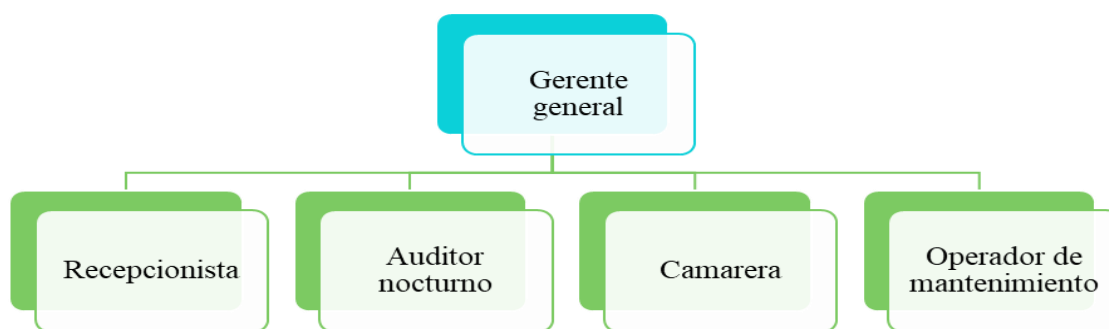 Gerente
general
Recepcionista
Auditor
nocturno
Camarera
Operador de
mantenimiento